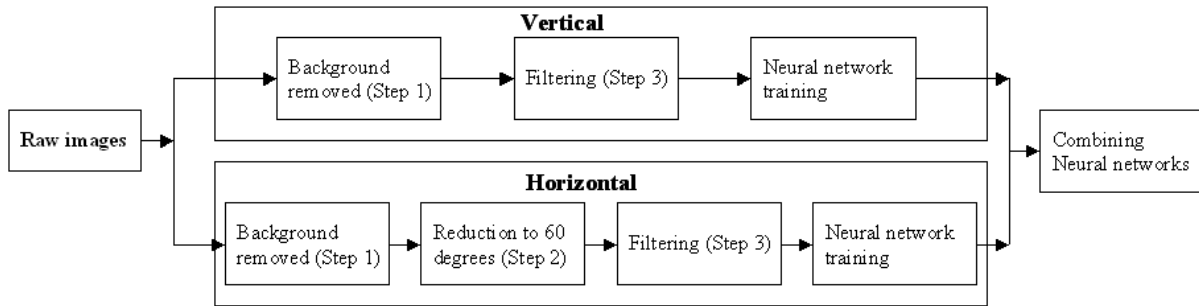 Vertical
Background
removed (Step 1)
Filtering (Step 3)
Neural network
training
Raw images
Combining
Neural networks
Horizontal
Background
removed (Step 1)
Reduction to 60
degrees (Step 2)
Filtering (Step 3)
Neural network
training